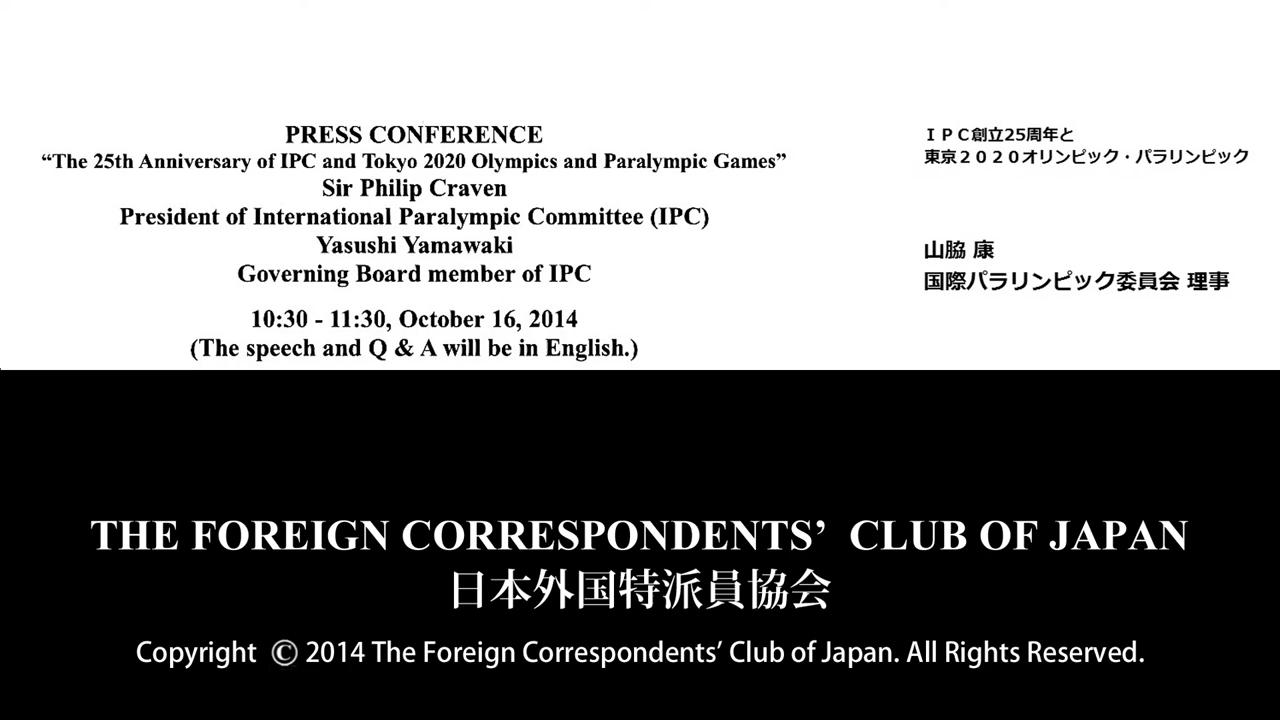 PRESS CONFERENCE
“The 25th Anniversary of IPC and Tokyo 2020 Olympics and Paralympic Games”
Sir Philip Craven
President of International Paralympic Committee (IPC)
Yasushi Yamawaki
Governing Board member of IPC
10:30 - 11:30, October 16, 2014
(The speech and Q & A will be in English.)
ＩＰＣ創立25周年と
東京２０２０オリンピック・パラリンピック
山脇 康
国際パラリンピック委員会 理事
THE FOREIGN CORRESPONDENTS’ CLUB OF JAPAN
日本外国特派員協会
Copyright © 2014 The Foreign Correspondents’ Club of Japan. All Rights Reserved.